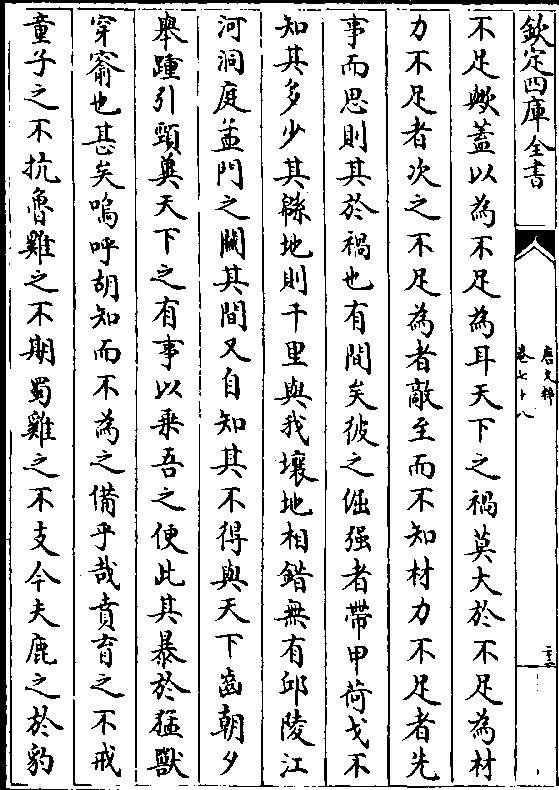 欽定四庫全書
唐文粹
卷七十八
不足歟蓋以為不足為耳天下之禍莫大於不足為材
力不足者次之不足為者敵至而不知材力不足者先
事而思則其於禍也有間矣彼之倔强者帶甲荷戈不
知其多少其緜地則千里與我壤地相錯無有邱陵江
河洞庭孟門之關其間又自知其不得與天下齒朝夕
舉踵引頸冀天下之有事以乗吾之便此其暴於猛獸
穿窬也甚矣嗚呼胡知而不為之備乎哉賁育之不戒
童子之不抗魯雞之不期蜀雞之不支今夫鹿之於豹